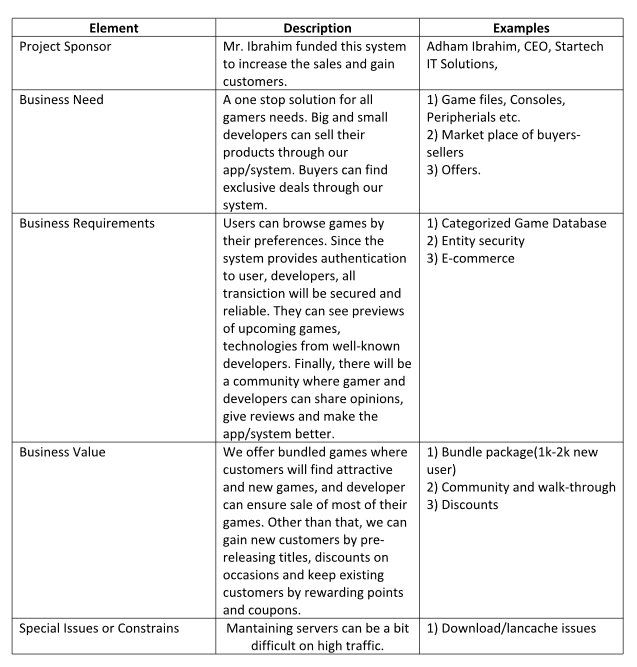 Element Description Examples
Project Sponsor
Mr. Ibrahim funded this system
to increase the sales and gain
customers.
Adham Ibrahim, CEO, Startech
IT Solutions,
Business Need
A one stop solution for all
gamers needs. Big and small
developers can sell their
products through our
app/system. Buyers can find
exclusive deals through our
system.
1) Game files, Consoles,
Peripherials etc.
2) Market place of buyers-
sellers
3) Offers.
Business Requirements
Users can browse games by
their preferences. Since the
system provides authentication
to user, developers, all
transiction will be secured and
reliable. They can see previews
of upcoming games,
technologies from well-known
developers. Finally, there will be
a community where gamer and
developers can share opinions,
give reviews and make the
app/system better.
1) Categorized Game Database
2) Entity security
3) E-commerce
Business Value
We offer bundled games where
customers will find attractive
and new games, and developer
can ensure sale of most of their
games. Other than that, we can
gain new customers by pre-
releasing titles, discounts on
occasions and keep existing
customers by rewarding points
and coupons.
1) Bundle package(1k-2k new
user)
2) Community and walk-through
3) Discounts
Special Issues or Constrains
Mantaining servers can be a bit
difficult on high traffic.
1) Download/lancache issues